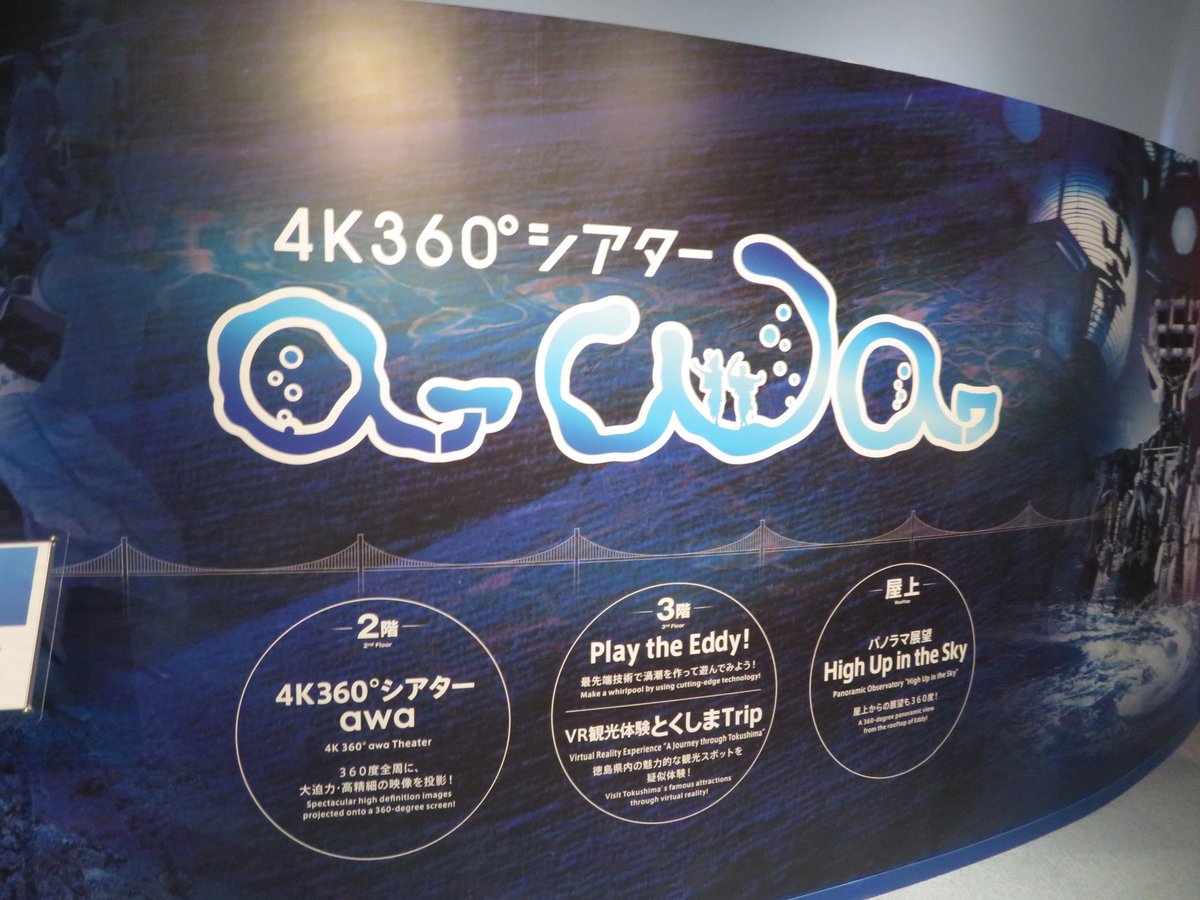 4K360°シアター
awa
2階
2nd Floor
4K360°シアター
awa
4K 360° awa Theater
360度全周に、
大迫力・高精細の映像を投影!
Spectacular high definition images
projected onto a 360-degree screen!
3階
3rd Floor
Play the Eddy!
最先端技術で渦潮を作って遊んでみよう!
Make a whirlpool by using cutting-edge technology!
VR観光体験とくしまTrip
Virtual Reality Experience "A Journey through Tokushima"
徳島県内の魅力的な観光スポットを
疑似体験!
Visit Tokushima's famous attractions
through virtual reality!
屋上
Rooftop
パノラマ展望
High Up in the Sky
Panoramic Observatory "High Up in the Sky"
屋上からの展望も360度!
A 360-degree panoramic view
from the rooftop of Eddy!